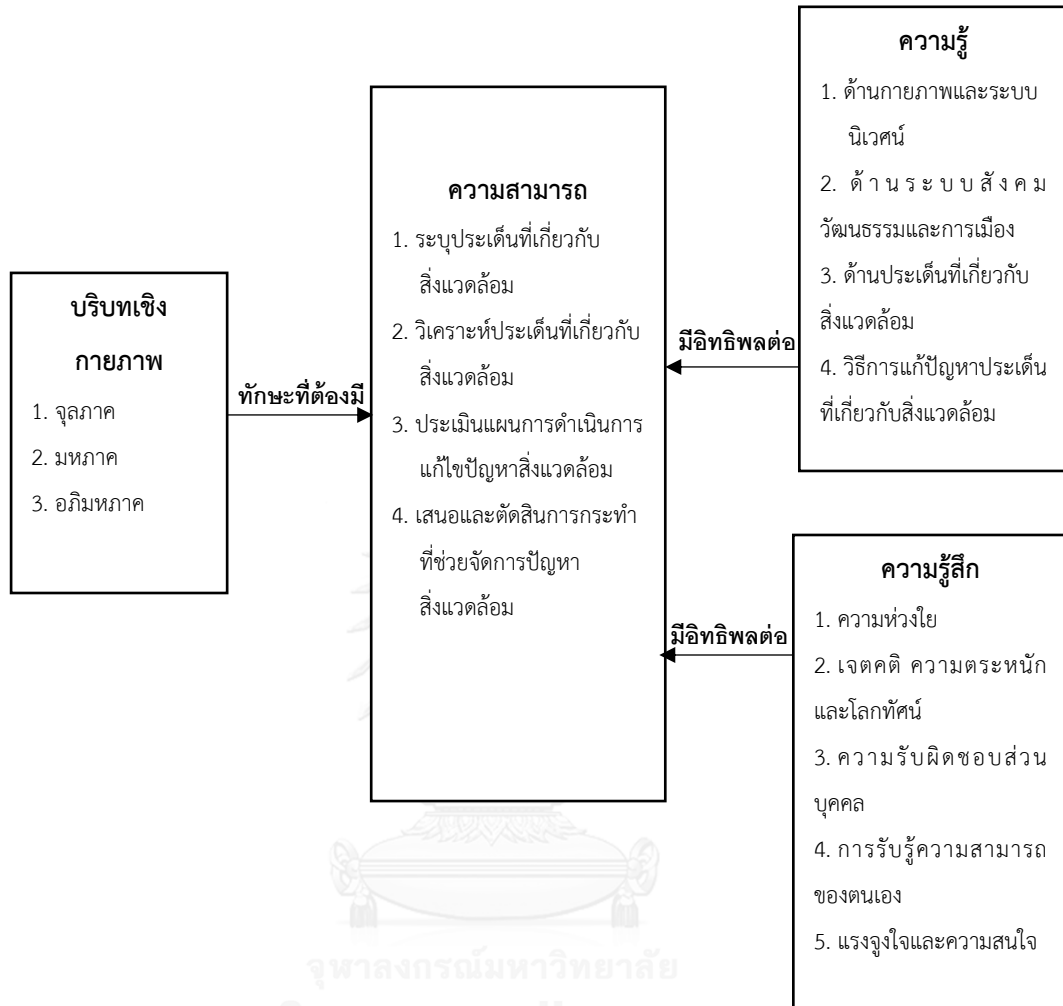 บริบทเชิง
กายภาพ
1. จุลภาค
2. มหภาค
3. อภิมหภาค
ทักษะที่ต้องมี
ความสามารถ
1. ระบุประเด็นที่เกี่ยวกับ
สิ่งแวดล้อม
2. วิเคราะห์ประเด็นที่เกี่ยวกับ
สิ่งแวดล้อม
3. ประเมินแผนการดำเนินการ
แก้ไขปัญหาสิ่งแวดล้อม
4. เสนอและตัดสินการกระทำ
ที่ช่วยจัดการปัญหา
สิ่งแวดล้อม
มีอิทธิพลต่อ
ความรู้
1. ด้านกายภาพและระบบ
นิเวศน์
2. ด้านระบบสังคม
วัฒนธรรมและการเมือง
3. ด้านประเด็นที่เกี่ยวกับ
สิ่งแวดล้อม
4. วิธีการแก้ปัญหาประเด็น
ที่เกี่ยวกับสิ่งแวดล้อม
มีอิทธิพลต่อ
ความรู้สึก
1. ความห่วงใย
2. เจตคติ ความตระหนัก
และโลกทัศน์
3. ความรับผิดชอบส่วน
บุคคล
4. การรับรู้ความสามารถ
ของตนเอง
5. แรงจูงใจและความสนใจ
จุฬาลงกรณ์มหาวิทยาลัย